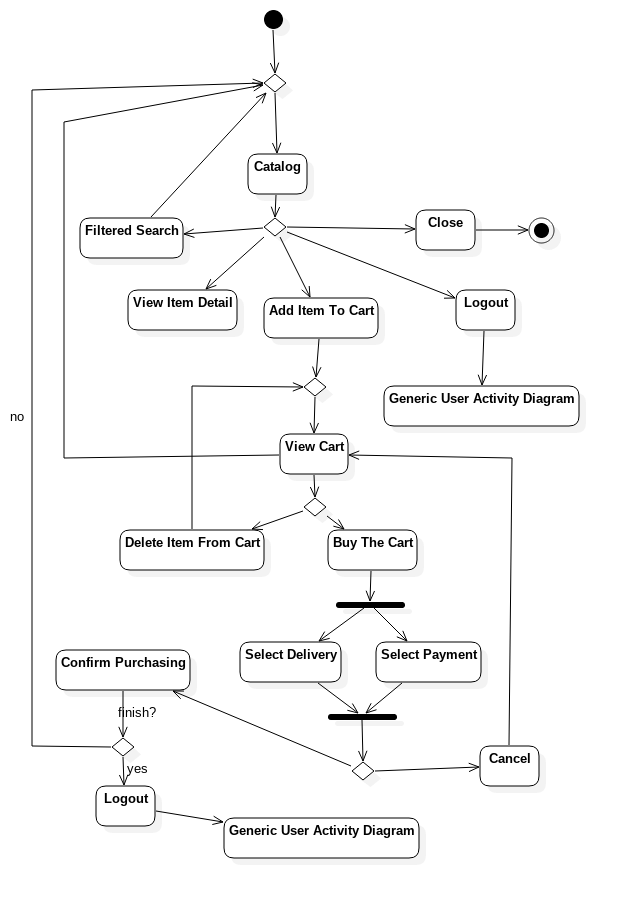 Catalog
Filtered Search
Close
View Item Detail
Add Item To Cart
Logout
Generic User Activity Diagram
no
View Cart
Delete Item From Cart
Buy The Cart
Select Delivery
Select Payment
Confirm Purchasing
finish?
Cancel
yes
Logout
Generic User Activity Diagram